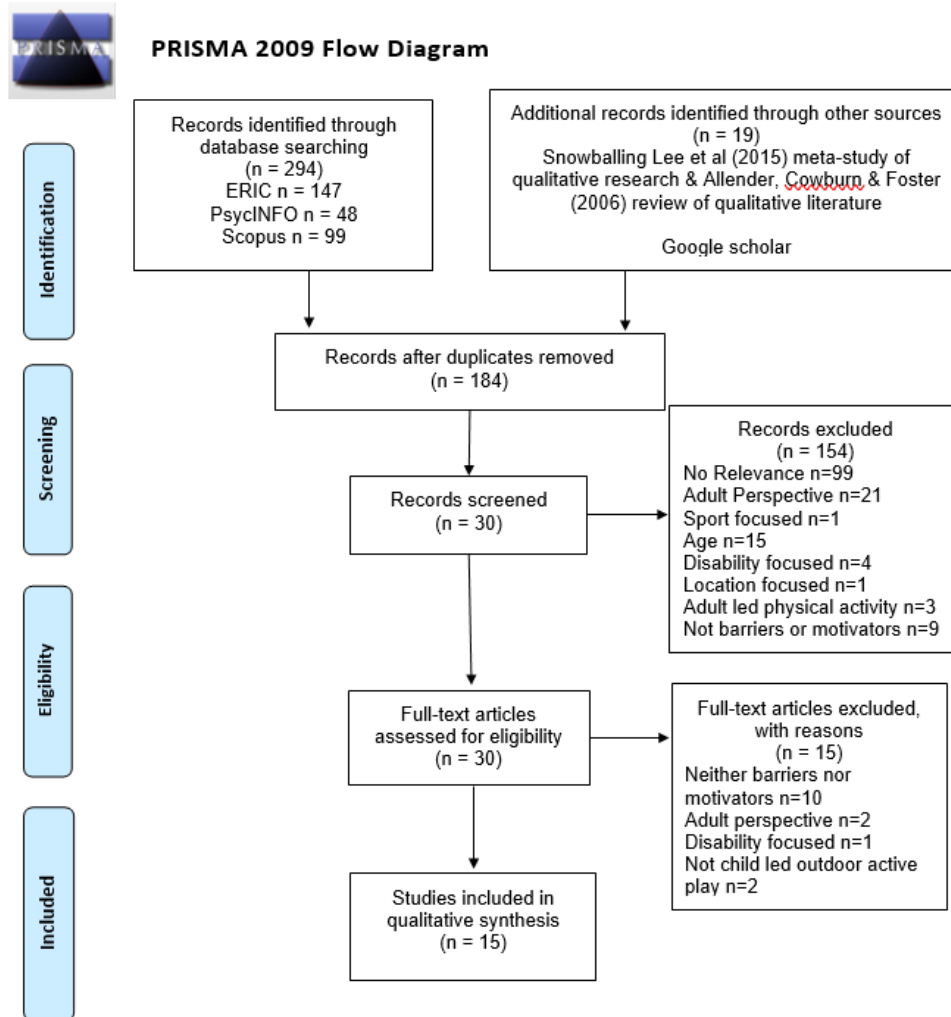 PRISMA
PRISMA 2009 Flow Diagram
Identification
Records identified through
database searching
(n = 294)
ERIC n = 147
PsycINFO n = 48
Scopus n = 99
Additional records identified through other sources
(n = 19)
Snowballing Lee et al (2015) meta-study of
qualitative research & Allender, Cowburn & Foster
(2006) review of qualitative literature
Google scholar
Screening
Records after duplicates removed
(n = 184)
Records screened
(n = 30)
Records excluded
(n = 154)
No Relevance n=99
Adult Perspective n=21
Sport focused n=1
Age n=15
Disability focused n=4
Location focused n=1
Adult led physical activity n=3
Not barriers or motivators n=9
Eligibility
Full-text articles
assessed for eligibility
(n = 30)
Full-text articles excluded,
with reasons
(n = 15)
Neither barriers nor
motivators n=10
Adult perspective n=2
Disability focused n=1
Not child led outdoor active
play n=2
Included
Studies included in
qualitative synthesis
(n = 15)